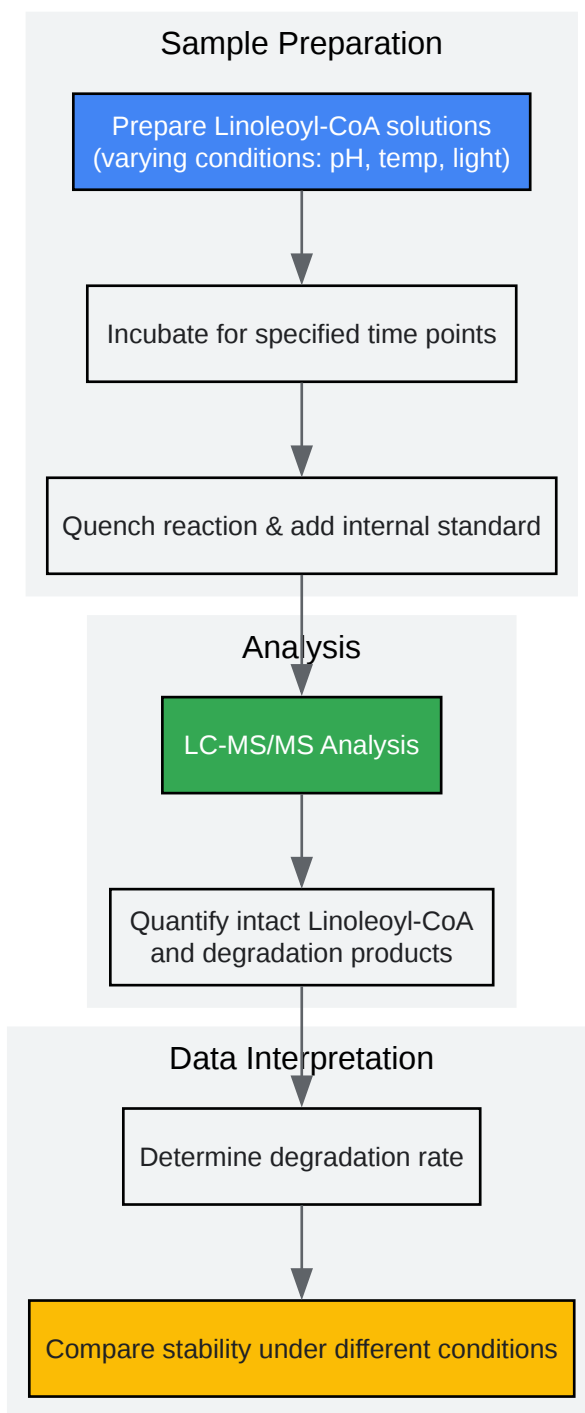 Sample Preparation
Prepare Linoleoyl-CoA solutions
(varying conditions: pH, temp, light)
Incubate for specified time points
Quench reaction & add internal standard
Analysis
LC-MS/MS Analysis
Quantify intact Linoleoyl-CoA
and degradation products
Data Interpretation
Determine degradation rate
Compare stability under different conditions